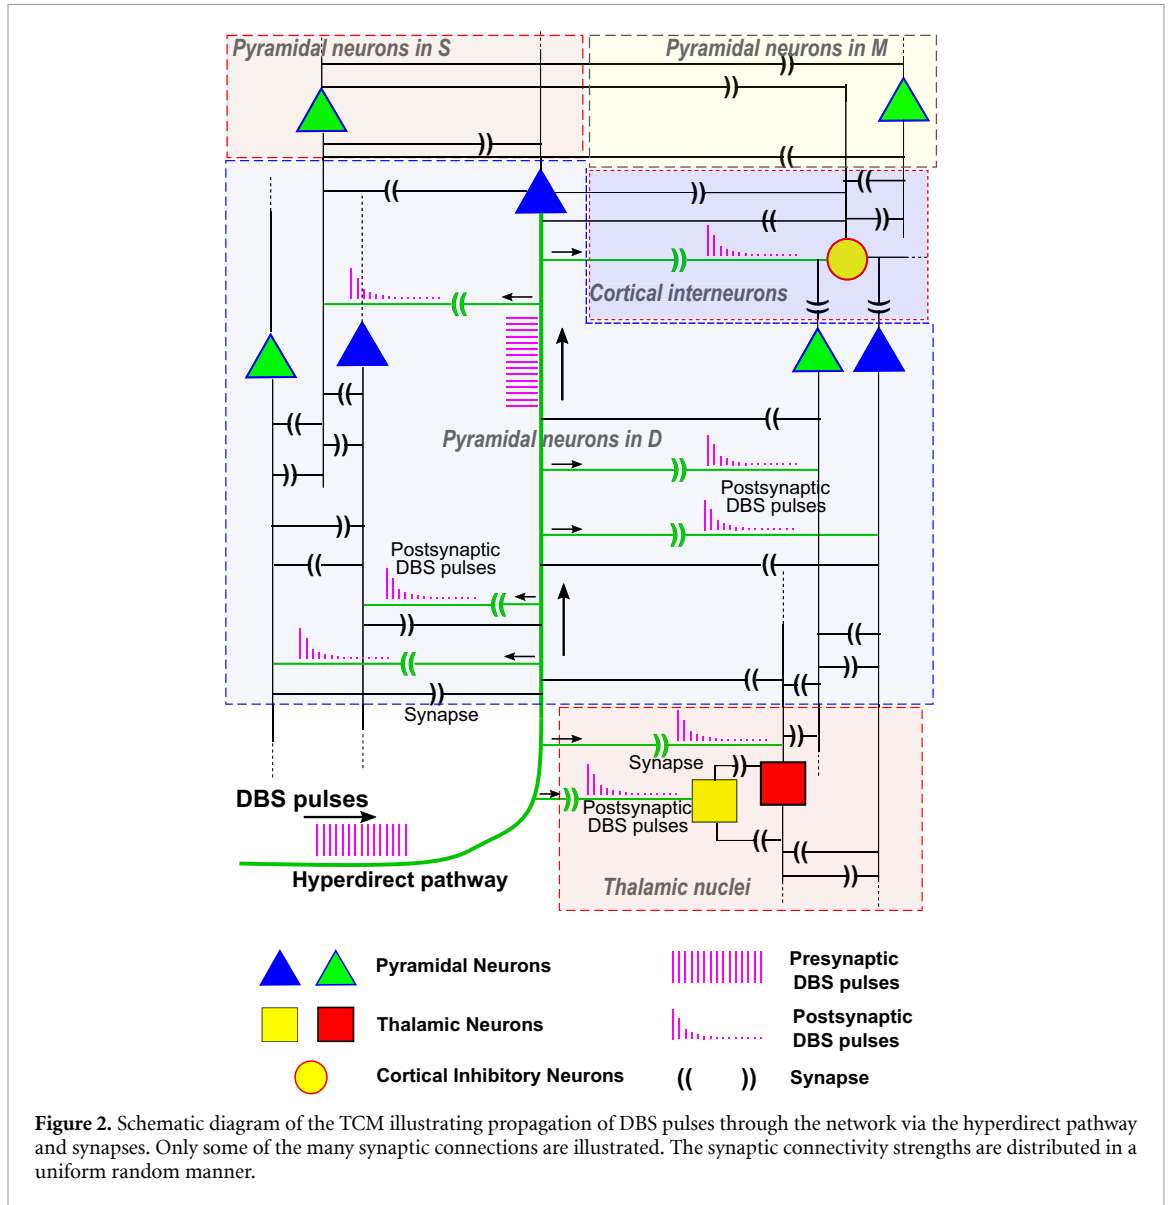 Pyramidal neurons in S
Pyramidal neurons in M
Cortical interneurons
Pyramidal neurons in D
Postsynaptic
DBS pulses
Postsynaptic
DBS pulses
Synapse
Synapse
Postsynaptic
DBS pulses
DBS pulses
Hyperdirect pathway
Thalamic nuclei
Pyramidal Neurons
Presynaptic
DBS pulses
Thalamic Neurons
Postsynaptic
DBS pulses
Cortical Inhibitory Neurons
Synapse
Figure 2. Schematic diagram of the TCM illustrating propagation of DBS pulses through the network via the hyperdirect pathway
and synapses. Only some of the many synaptic connections are illustrated. The synaptic connectivity strengths are distributed in a
uniform random manner.